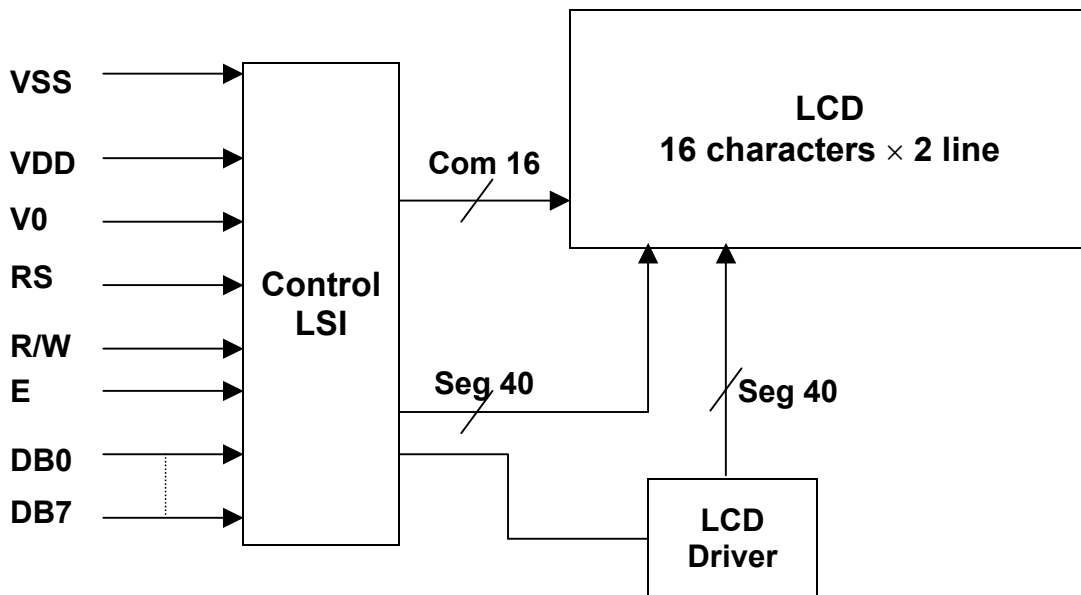 VSS
VDD
V0
RS
R/W
E
DB0
DB7
Control
LSI
Com 16
Seg 40
LCD
16 characters × 2 line
Seg 40
LCD
Driver